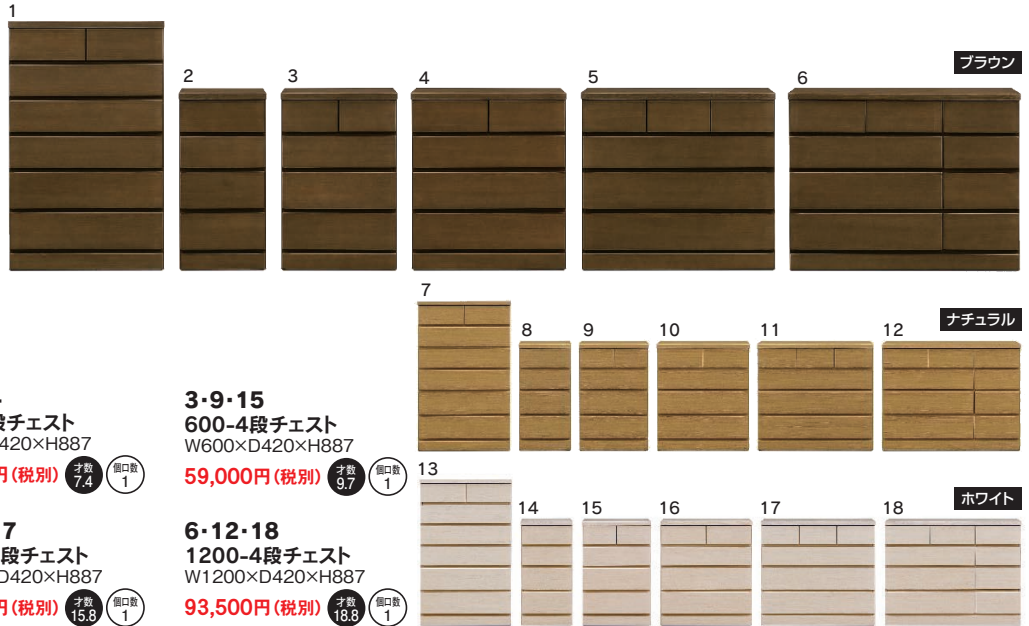 1
2
3
4
5
6
ブラウン
7
8
9
10
11
12
ナチュラル
段チェスト
420×H887
円(税別) 才数 7.4 個口数 1
3・9・15
600-4段チェスト
W600×D420×H887
59,000円(税別) 才数 9.7 個口数 1
13
14
15
16
17
18
ホワイト
7
段チェスト
D420×H887
円(税別) 才数 15.8 個口数 1
6・12・18
1200-4段チェスト
W1200×D420×H887
93,500円(税別) 才数 18.8 個口数 1